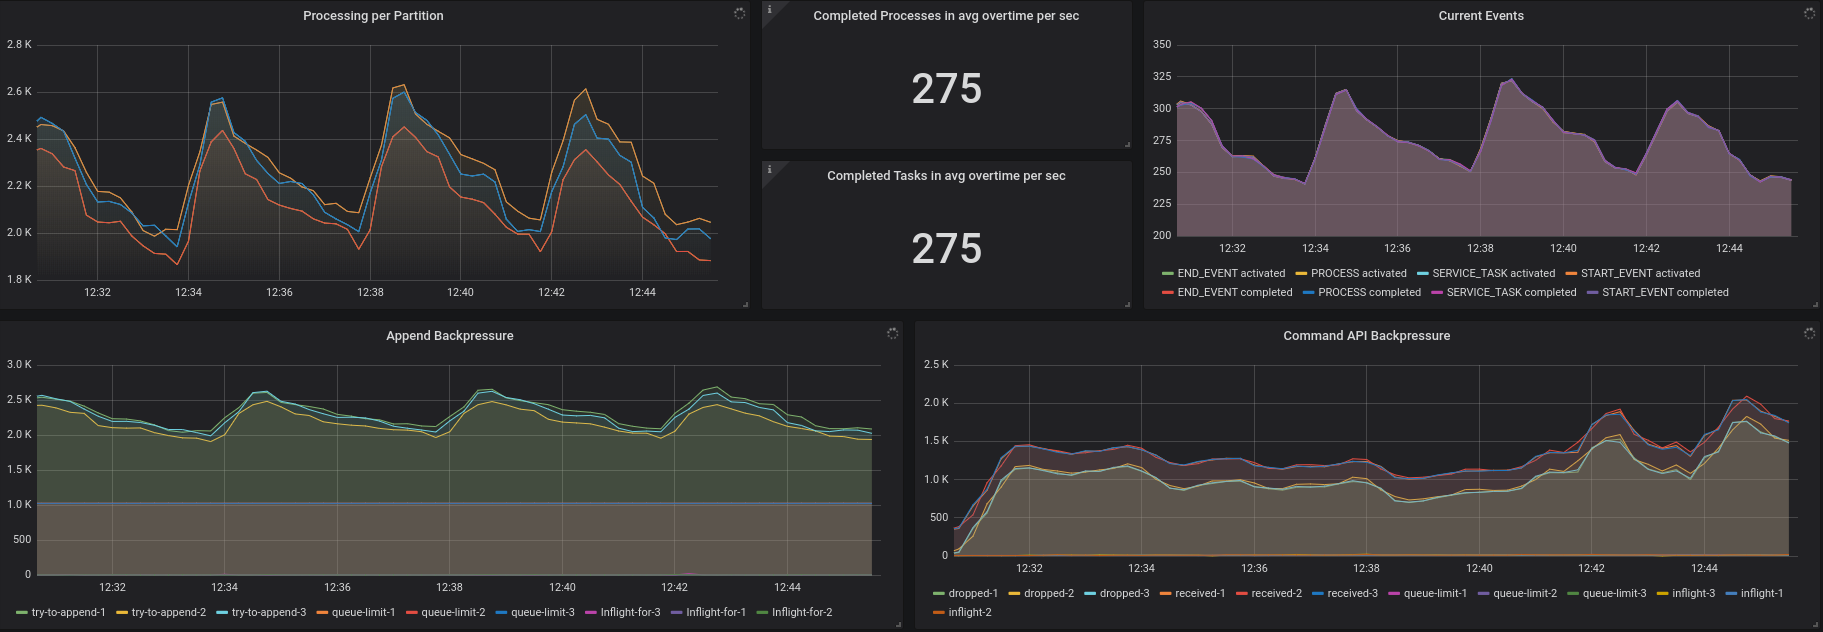 Processing per Partition
2.8 K
2.6 K
2.4 K
2.2 K
2.0 K
1.8 K
12:32 12:34 12:36 12:38 12:40 12:42 12:44
i
Completed Processes in avg overtime per sec
275
i
Completed Tasks in avg overtime per sec
275
Current Events
350
325
300
275
250
225
200
12:32 12:34 12:36 12:38 12:40 12:42 12:44
END_EVENT activated PROCESS activated SERVICE_TASK activated START_EVENT activated
END_EVENT completed PROCESS completed SERVICE_TASK completed START_EVENT completed
Append Backpressure
3.0 K
2.5 K
2.0 K
1.5 K
1.0 K
500
0
12:32 12:34 12:36 12:38 12:40 12:42 12:44
try-to-append-1 try-to-append-2 try-to-append-3 queue-limit-1 queue-limit-2 queue-limit-3 Inflight-for-3 Inflight-for-1 Inflight-for-2
Command API Backpressure
2.5 K
2.0 K
1.5 K
1.0 K
500
0
12:32 12:34 12:36 12:38 12:40 12:42 12:44
dropped-1 dropped-2 dropped-3 received-1 received-2 received-3 queue-limit-1 queue-limit-2 queue-limit-3 inflight-3 inflight-1
inflight-2